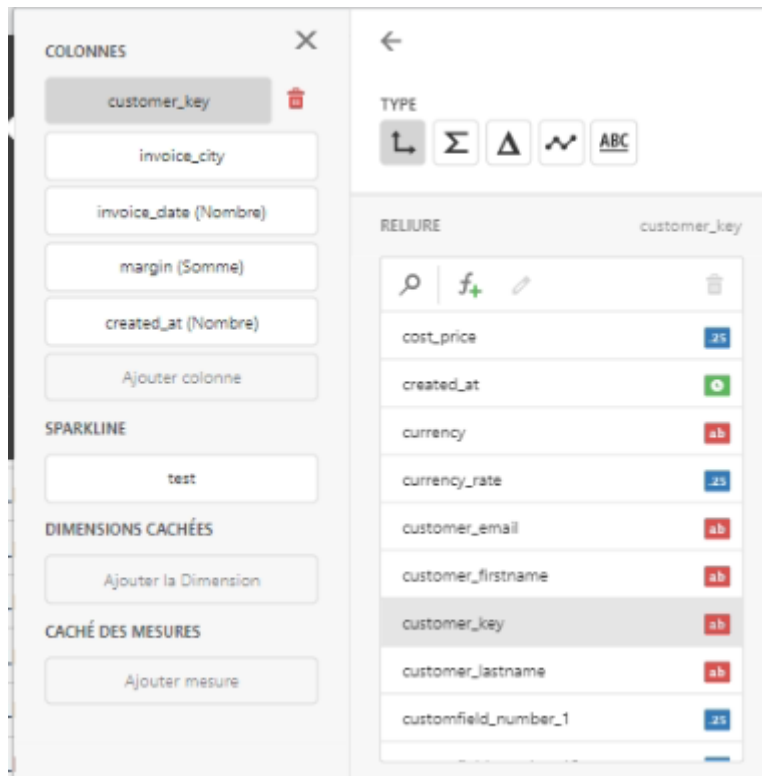 COLONNES
customer_key
invoice_city
invoice_date (Nombre)
margin (Somme)
created_at (Nombre)
Ajouter colonne
SPARKLINE
test
DIMENSIONS CACHÉES
Ajouter la Dimension
CACHÉ DES MESURES
Ajouter mesure
TYPE
ABC
RELIURE customer_key
cost_price .25
created_at
currency ab
currency_rate .25
customer_email ab
customer_firstname ab
customer_key ab
customer_lastname ab
customfield_number_1 .25